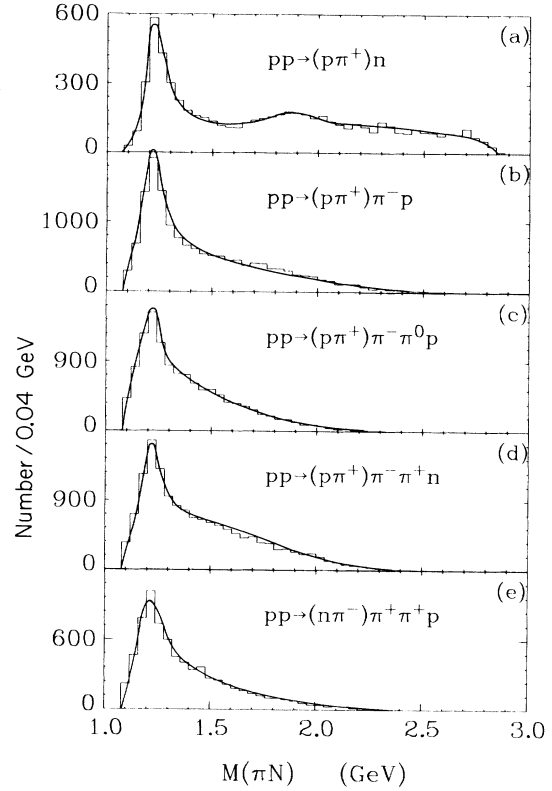 600
(a)
pp→(pπ⁺)n
300
0
(b)
pp→(pπ⁺)π⁻p
1000
0
(c)
pp→(pπ⁺)π⁻π⁰p
900
0
(d)
pp→(pπ⁺)π⁻π⁺n
900
0
(e)
pp→(nπ⁻)π⁺π⁺p
600
0
Number/0.04 GeV
1.0 1.5 2.0 2.5 3.0
M(πN) (GeV)